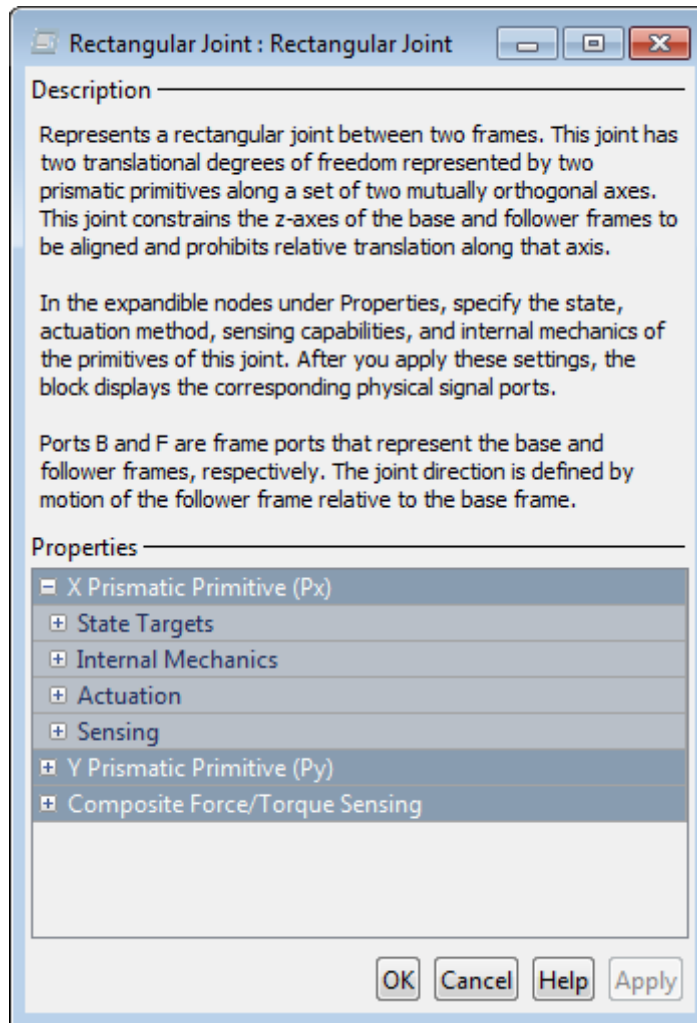 Rectangular Joint : Rectangular Joint
Description
Represents a rectangular joint between two frames. This joint has
two translational degrees of freedom represented by two
prismatic primitives along a set of two mutually orthogonal axes.
This joint constrains the z-axes of the base and follower frames to
be aligned and prohibits relative translation along that axis.
In the expandible nodes under Properties, specify the state,
actuation method, sensing capabilities, and internal mechanics of
the primitives of this joint. After you apply these settings, the
block displays the corresponding physical signal ports.
Ports B and F are frame ports that represent the base and
follower frames, respectively. The joint direction is defined by
motion of the follower frame relative to the base frame.
Properties
X Prismatic Primitive (Px)
State Targets
Internal Mechanics
Actuation
Sensing
Y Prismatic Primitive (Py)
Composite Force/Torque Sensing
OK Cancel Help Apply